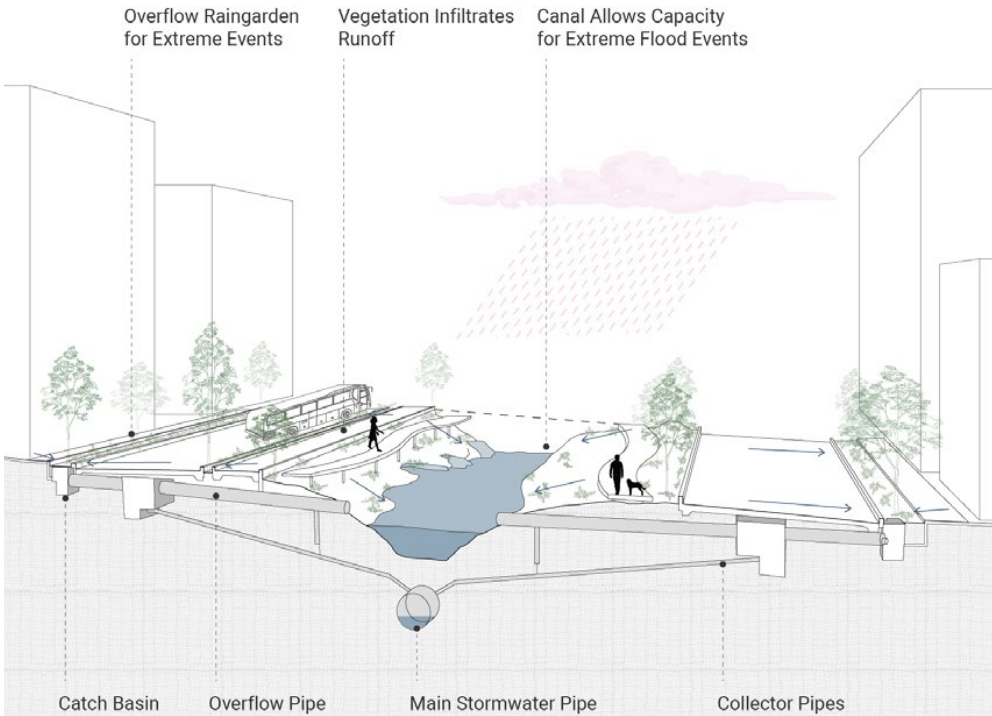 Overflow Raingarden
for Extreme Events
Vegetation Infiltrates
Runoff
Canal Allows Capacity
for Extreme Flood Events
Catch Basin
Overflow Pipe
Main Stormwater Pipe
Collector Pipes